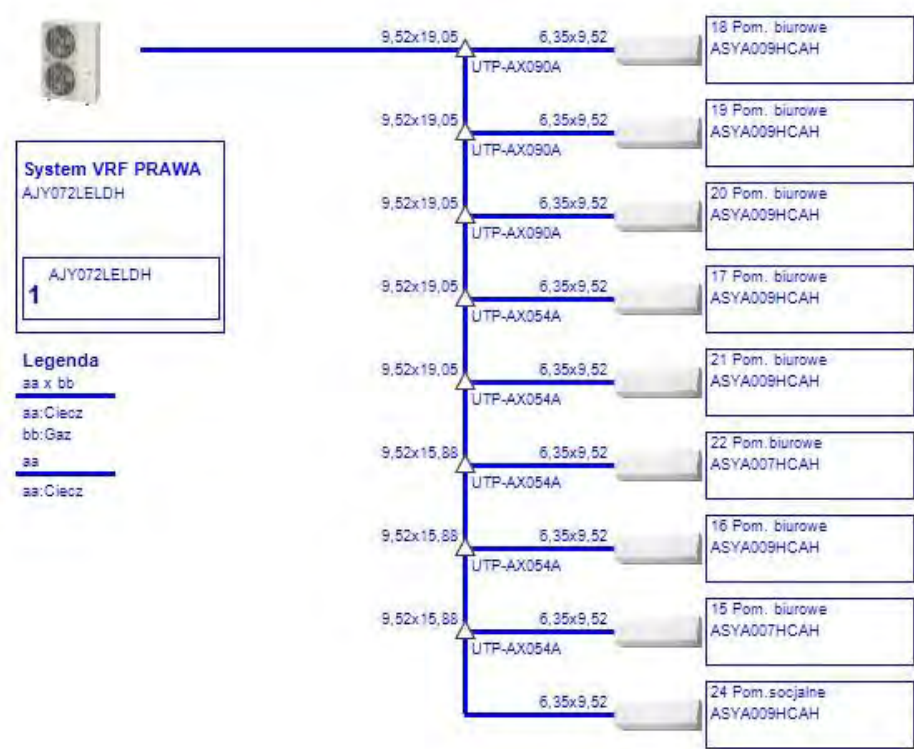 9,52x19,05
6,35x9,52
UTP-AX090A
18 Pom. biurowe
ASYA009HCAH
9,52x19,05
6,35x9,52
UTP-AX090A
19 Pom. biurowe
ASYA009HCAH
System VRF PRAWA
AJY072LELDH
9,52x19,05
6,35x9,52
UTP-AX090A
20 Pom. biurowe
ASYA009HCAH
AJY072LELDH
1
9,52x19,05
6,35x9,52
UTP-AX054A
17 Pom. biurowe
ASYA009HCAH
Legenda
aa x bb
aa:Ciecz
bb:Gaz
aa
aa:Ciecz
9,52x19,05
6,35x9,52
UTP-AX054A
21 Pom. biurowe
ASYA009HCAH
9,52x15,88
6,35x9,52
UTP-AX054A
22 Pom.biurowe
ASYA007HCAH
9,52x15,88
6,35x9,52
UTP-AX054A
16 Pom. biurowe
ASYA009HCAH
9,52x15,88
6,35x9,52
UTP-AX054A
15 Pom. biurowe
ASYA007HCAH
6,35x9,52
24 Pom.socjalne
ASYA009HCAH